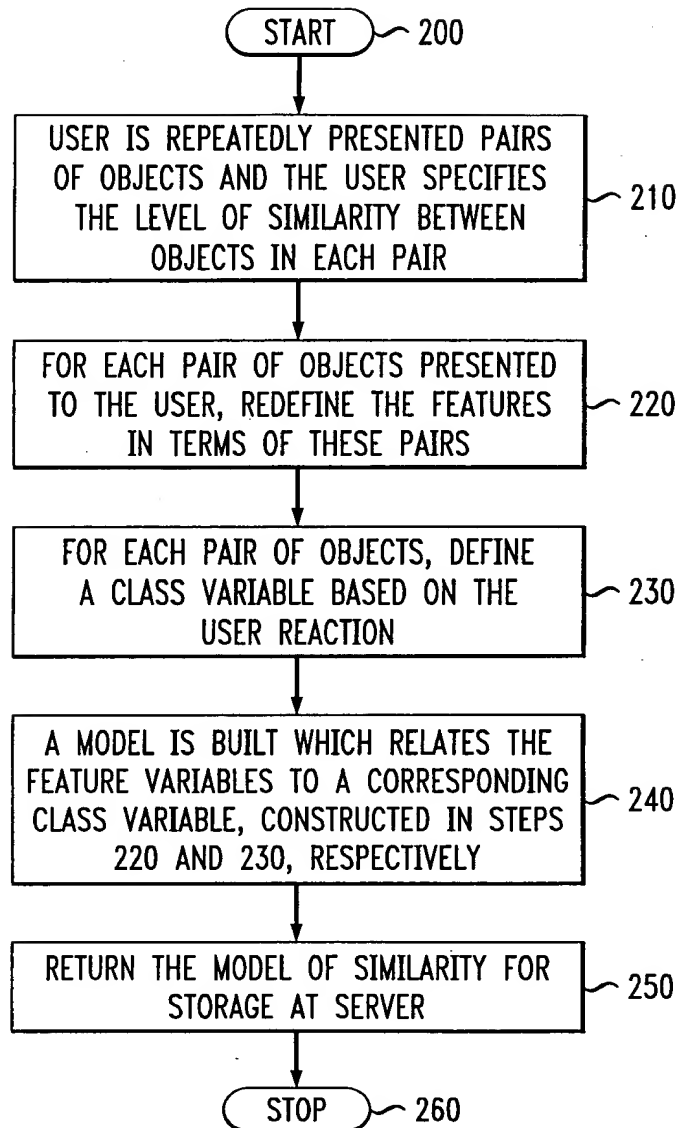 START 200
USER IS REPEATEDLY PRESENTED PAIRS
OF OBJECTS AND THE USER SPECIFIES
THE LEVEL OF SIMILARITY BETWEEN
OBJECTS IN EACH PAIR
210
FOR EACH PAIR OF OBJECTS PRESENTED
TO THE USER, REDEFINE THE FEATURES
IN TERMS OF THESE PAIRS
220
FOR EACH PAIR OF OBJECTS, DEFINE
A CLASS VARIABLE BASED ON THE
USER REACTION
230
A MODEL IS BUILT WHICH RELATES THE
FEATURE VARIABLES TO A CORRESPONDING
CLASS VARIABLE, CONSTRUCTED IN STEPS
220 AND 230, RESPECTIVELY
240
RETURN THE MODEL OF SIMILARITY FOR
STORAGE AT SERVER
250
STOP 260